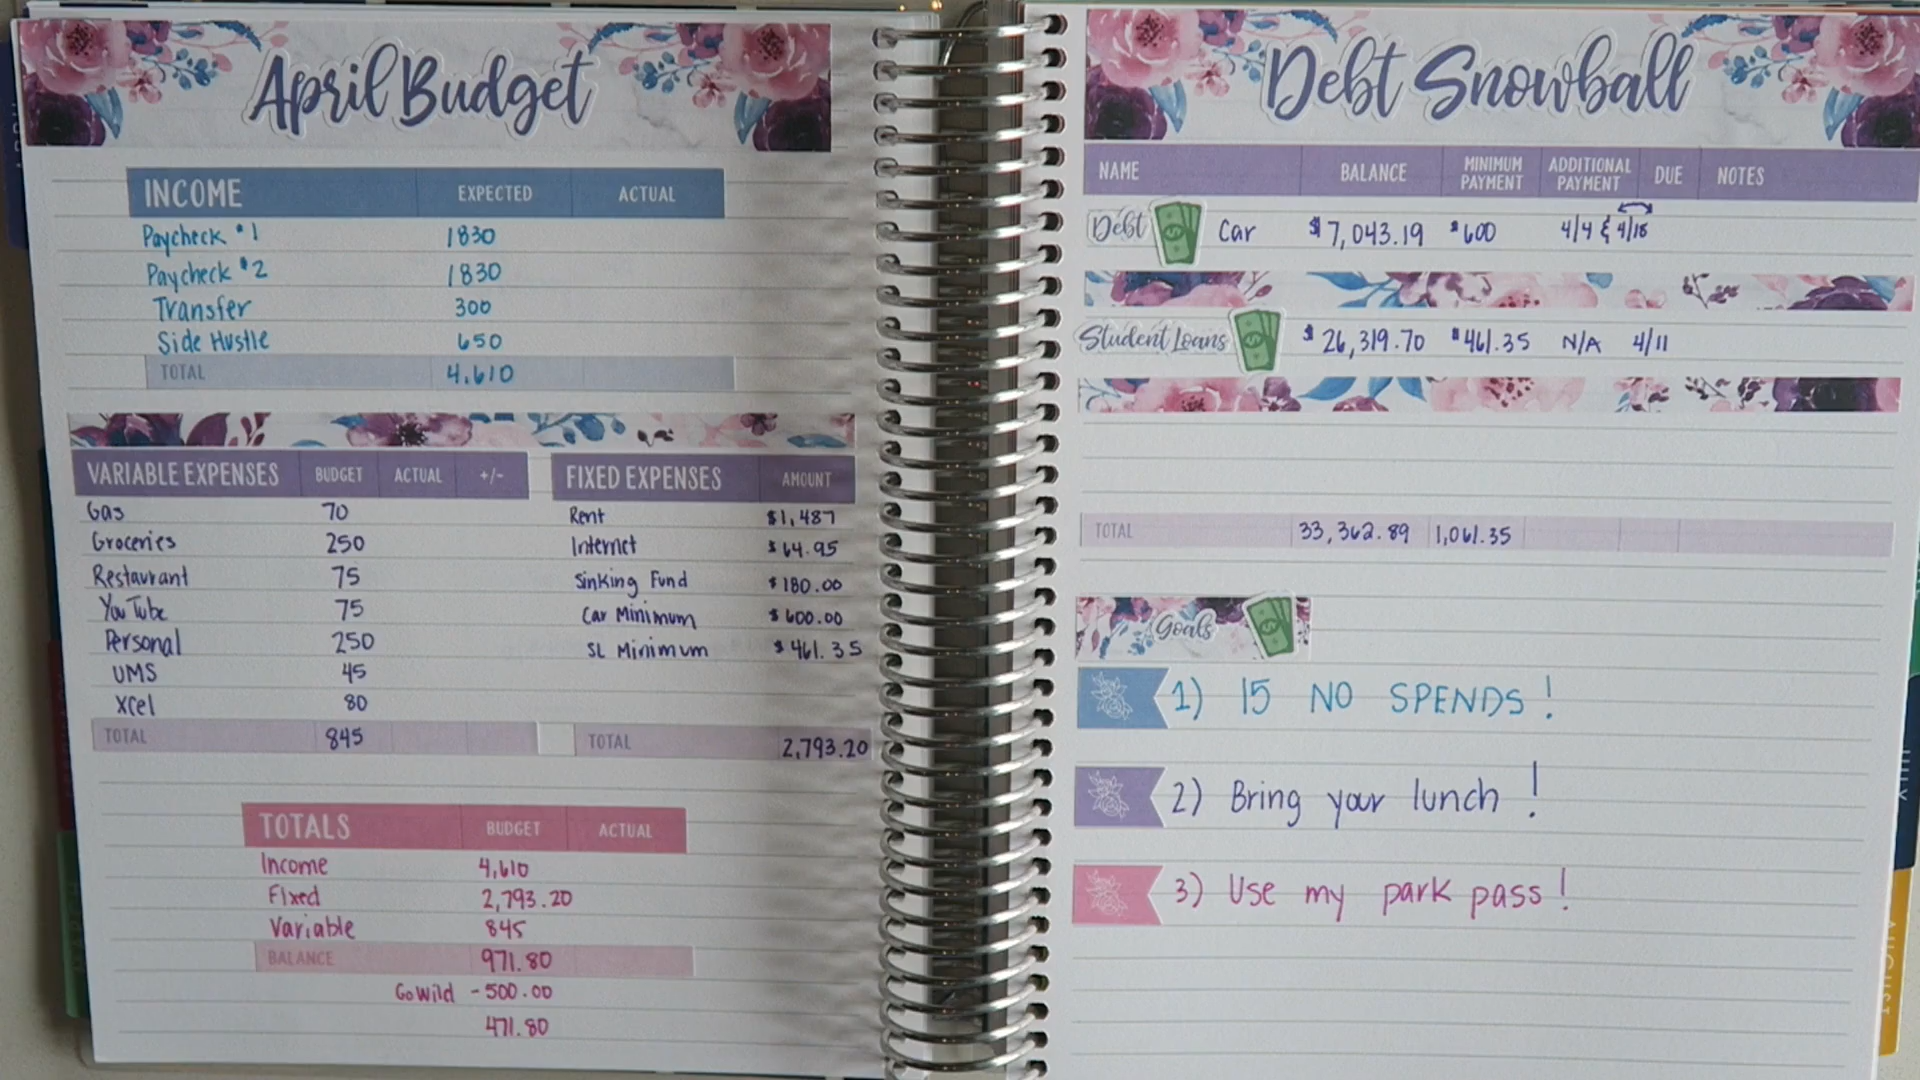 April Budget
INCOME EXPECTED ACTUAL
Paycheck #1 1830
Paycheck #2 1830
Transfer 300
Side Hustle 650
TOTAL 4,610
VARIABLE EXPENSES BUDGET ACTUAL +/-
Gas 70
Groceries 250
Restaurant 75
YouTube 75
Personal 250
UMS 45
Xcel 80
TOTAL 845
FIXED EXPENSES AMOUNT
Rent $1,487
Internet $64.95
Sinking Fund $180.00
Car Minimum $600.00
SL Minimum $461.35
TOTAL 2,793.20
TOTALS BUDGET ACTUAL
Income 4,610
Fixed 2,793.20
Variable 845
BALANCE 971.80
GoWild -500.00
471.80
Debt Snowball
NAME BALANCE MINIMUM PAYMENT ADDITIONAL PAYMENT DUE NOTES
Debt Car $7,043.19 $600 4/4 & 4/18
Student Loans $26,319.70 $461.35 N/A 4/11
TOTAL 33,362.89 1,061.35
Goals
1) 15 NO SPENDS!
2) Bring your lunch!
3) Use my park pass!
AUGUST